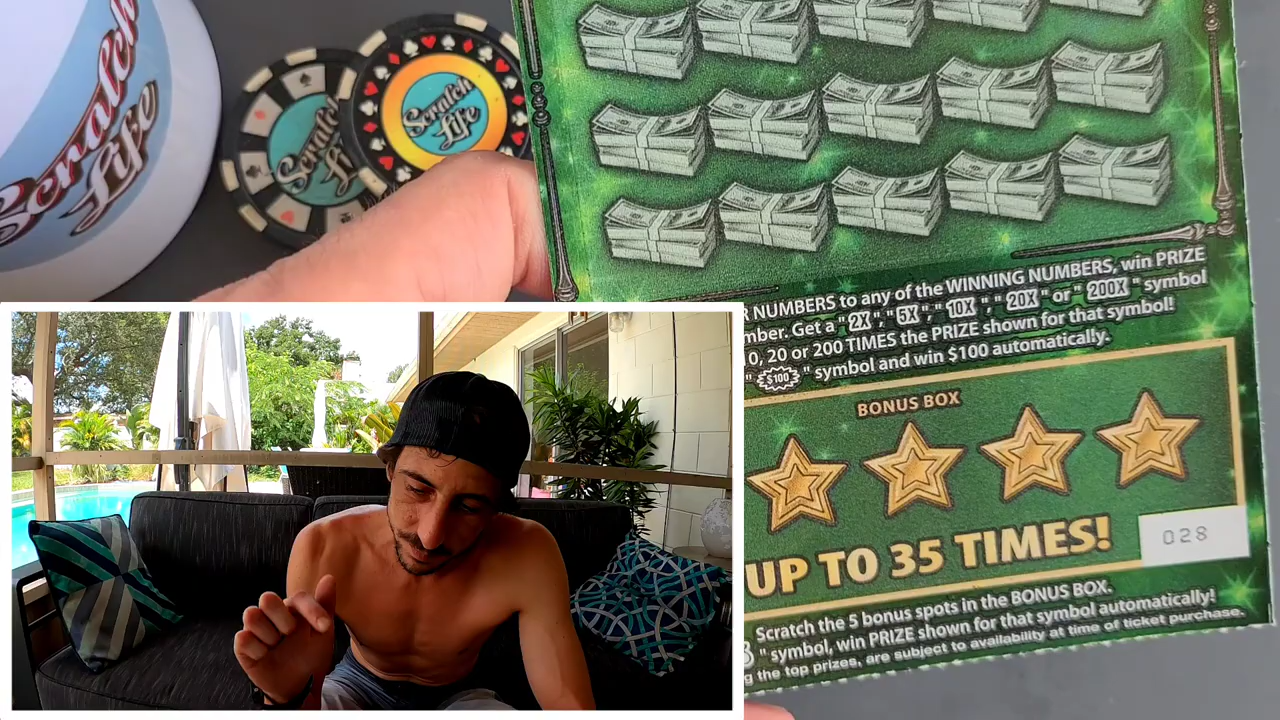 Scratch
Life
Scratch
Life
Scratch
Life
NUMBERS to any of the WINNING NUMBERS, win PRIZE
Get a "2X", "5X", "10X", "20X" or "200X" symbol
20 or 200 TIMES the PRIZE shown for that symbol!
" $100 " symbol and win $100 automatically.
BONUS BOX
UP TO 35 TIMES!
028
Scratch the 5 bonus spots in the BONUS BOX.
" symbol, win PRIZE shown for that symbol automatically!
the top prizes, are subject to availability at time of ticket purchase.